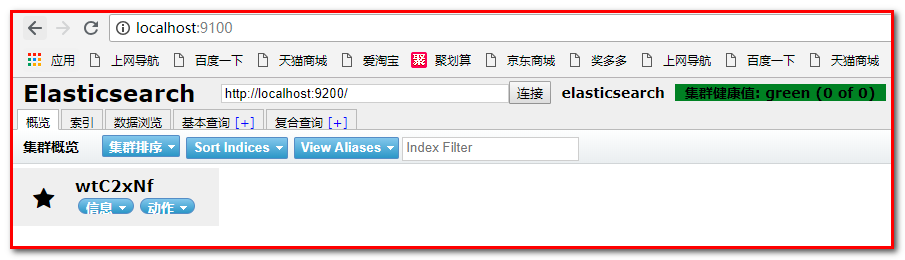 localhost:9100
应用 上网导航 百度一下 天猫商城 爱淘宝 聚 聚划算 京东商城 奖多多 上网导航 百度一下 天猫商城
Elasticsearch http://localhost:9200/ 连接 elasticsearch 集群健康值: green (0 of 0)
概览 索引 数据浏览 基本查询 [+] 复合查询 [+]
集群概览 集群排序 Sort Indices View Aliases Index Filter
wtC2xNf
信息 动作